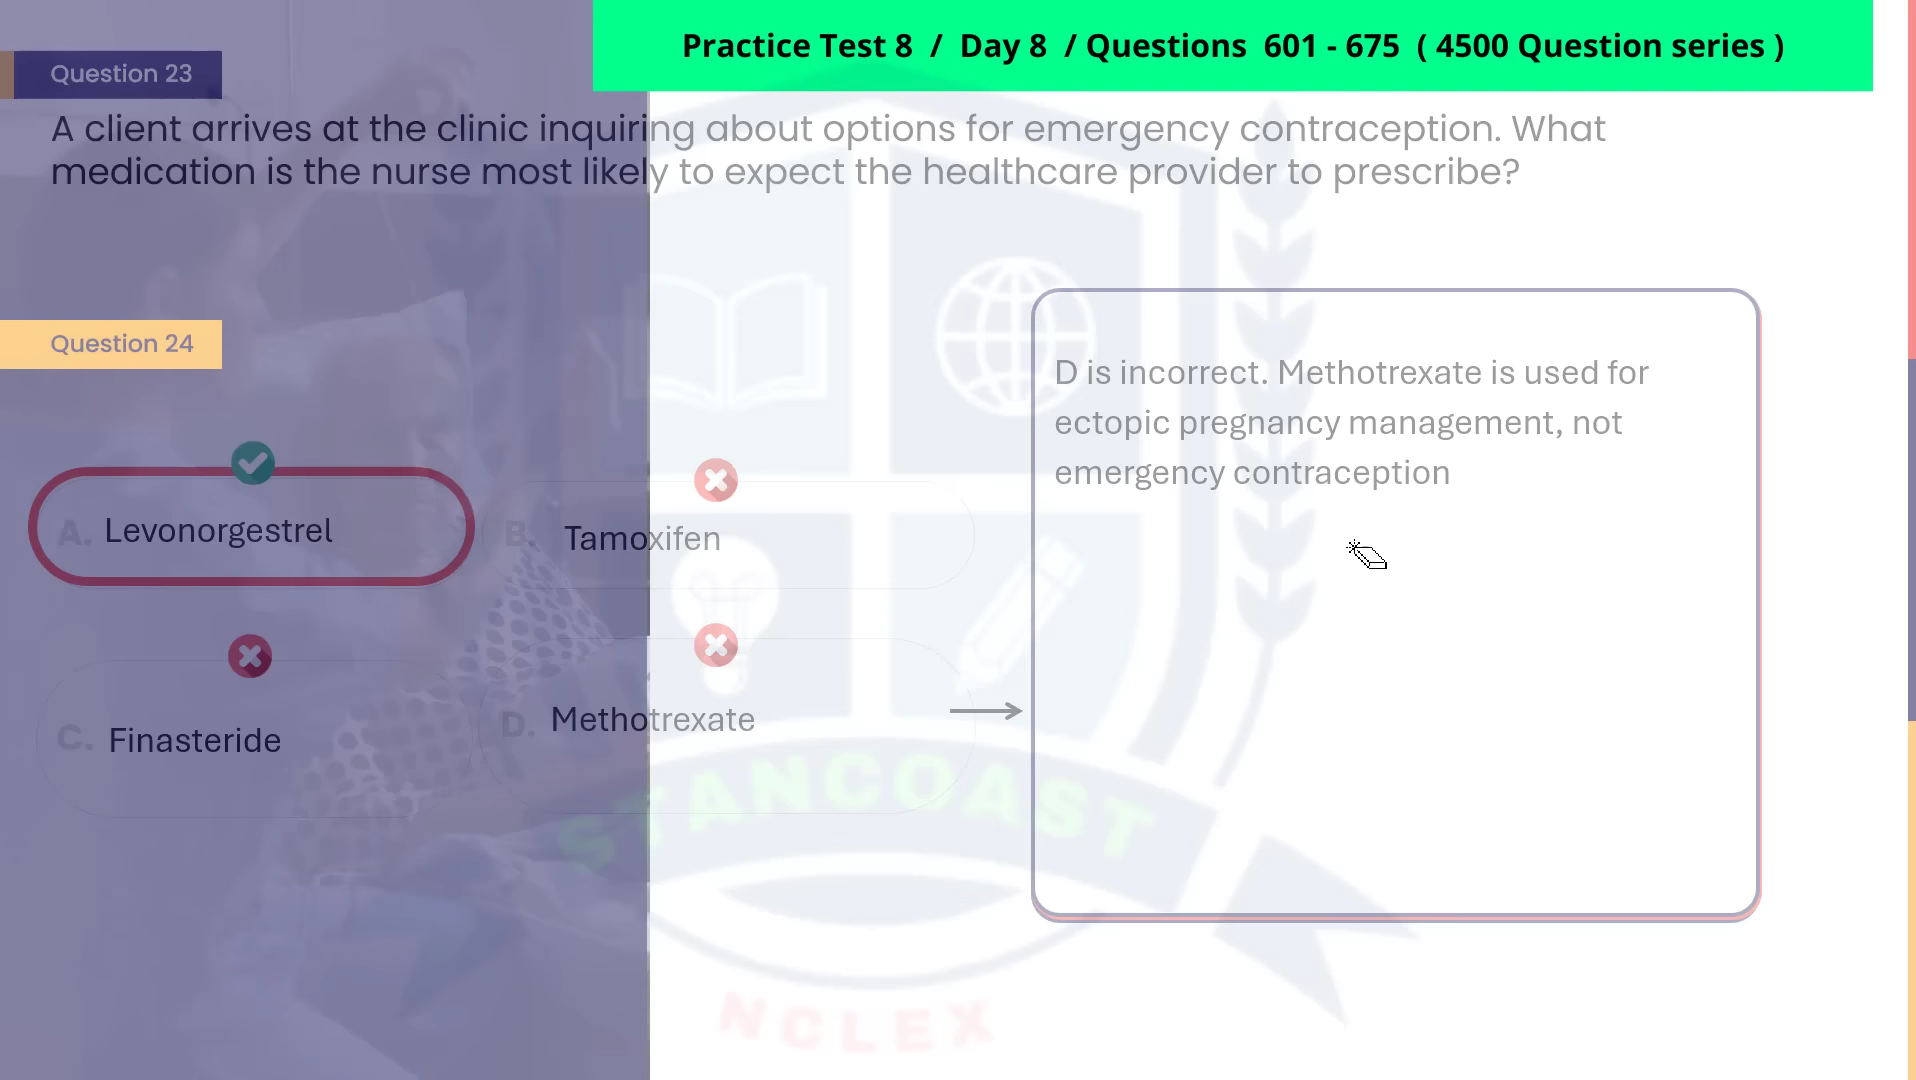 Practice Test 8 / Day 8 / Questions 601 - 675 ( 4500 Question series )
Question 23
A client arrives at the clinic inquiring about options for emergency contraception. What
medication is the nurse most likely to expect the healthcare provider to prescribe?
Question 24
A. Levonorgestrel
B. Tamoxifen
C. Finasteride
D. Methotrexate
D is incorrect. Methotrexate is used for
ectopic pregnancy management, not
emergency contraception
STANCOAST
NCLEX